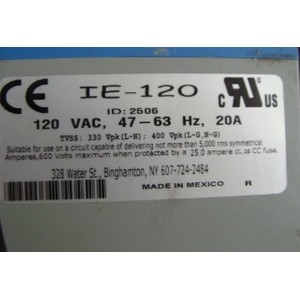 CE IE-120 c RU US
ID: 2506
120 VAC, 47-63 Hz, 20A
TVSS: 330 Vpk(L-N); 400 Vpk(L-G,N-G)
Suitable for use on a circuit capable of delivering not more than 5,000 rms symmetrical
Amperes,600 Volts maximum when protected by a 25.0 ampere cL CC fuse.
328 Water St., Binghamton, NY 607-724-2484
MADE IN MEXICO R